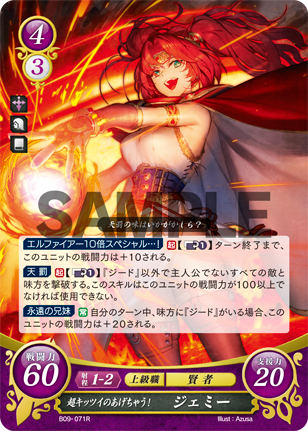 4
3
SAMPLE
天罰の味はいかがかしら?
エルファイアー10倍スペシャル…! 起 [1] ターン終了まで、
このユニットの戦闘力は+10される。
天罰 起 [1] 『ジード』以外で主人公でないすべての敵と
味方を撃破する。このスキルはこのユニットの戦闘力が100以上で
なければ使用できない。
永遠の兄妹 常 自分のターン中、味方に『ジード』がいる場合、この
ユニットの戦闘力は+20される。
戦闘力 60
射程 1-2 上級職 賢者
支援力 20
超キッツイのあげちゃう! ジェミー
B09-071R Illust:Azusa